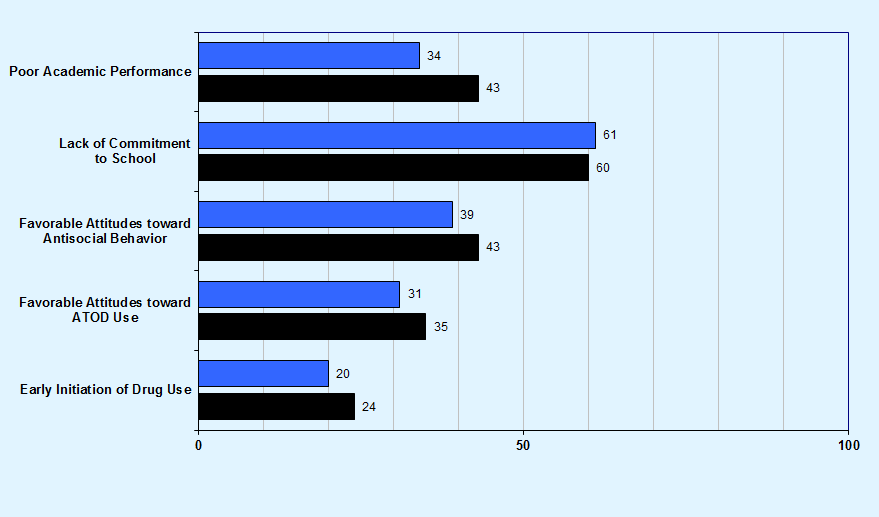 Poor Academic Performance
34
43
Lack of Commitment
to School
61
60
Favorable Attitudes toward
Antisocial Behavior
39
43
Favorable Attitudes toward
ATOD Use
31
35
Early Initiation of Drug Use
20
24
0 50 100